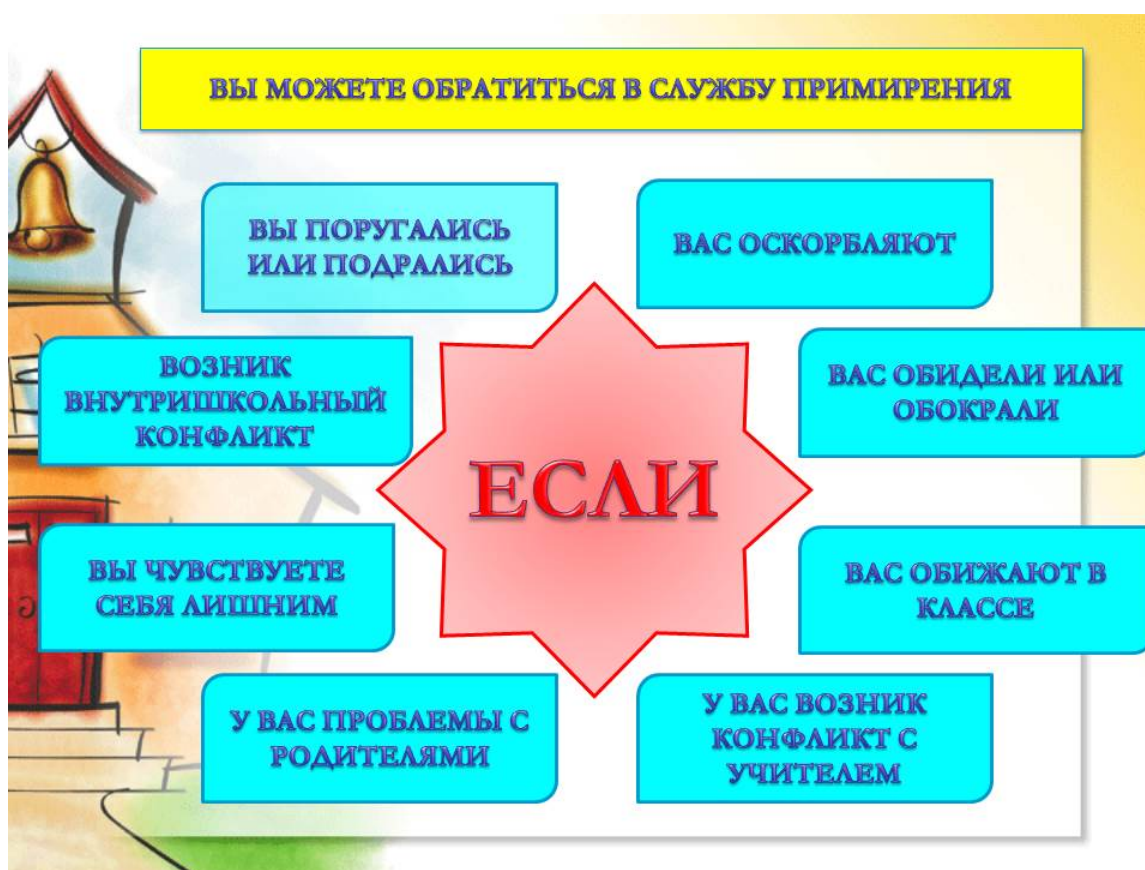 ВЫ МОЖЕТЕ ОБРАТИТЬСЯ В СЛУЖБУ ПРИМИРЕНИЯ
ВЫ ПОРУГАЛИСЬ
ИЛИ ПОДРАЛИСЬ
ВАС ОСКОРБЛЯЮТ
ВОЗНИК
ВНУТРИШКОЛЬНЫЙ
КОНФЛИКТ
ВАС ОБИДЕЛИ ИЛИ
ОБОКРАЛИ
ЕСЛИ
ВЫ ЧУВСТВУЕТЕ
СЕБЯ ЛИШНИМ
ВАС ОБИЖАЮТ В
КЛАССЕ
У ВАС ПРОБЛЕМЫ С
РОДИТЕЛЯМИ
У ВАС ВОЗНИК
КОНФЛИКТ С
УЧИТЕЛЕМ